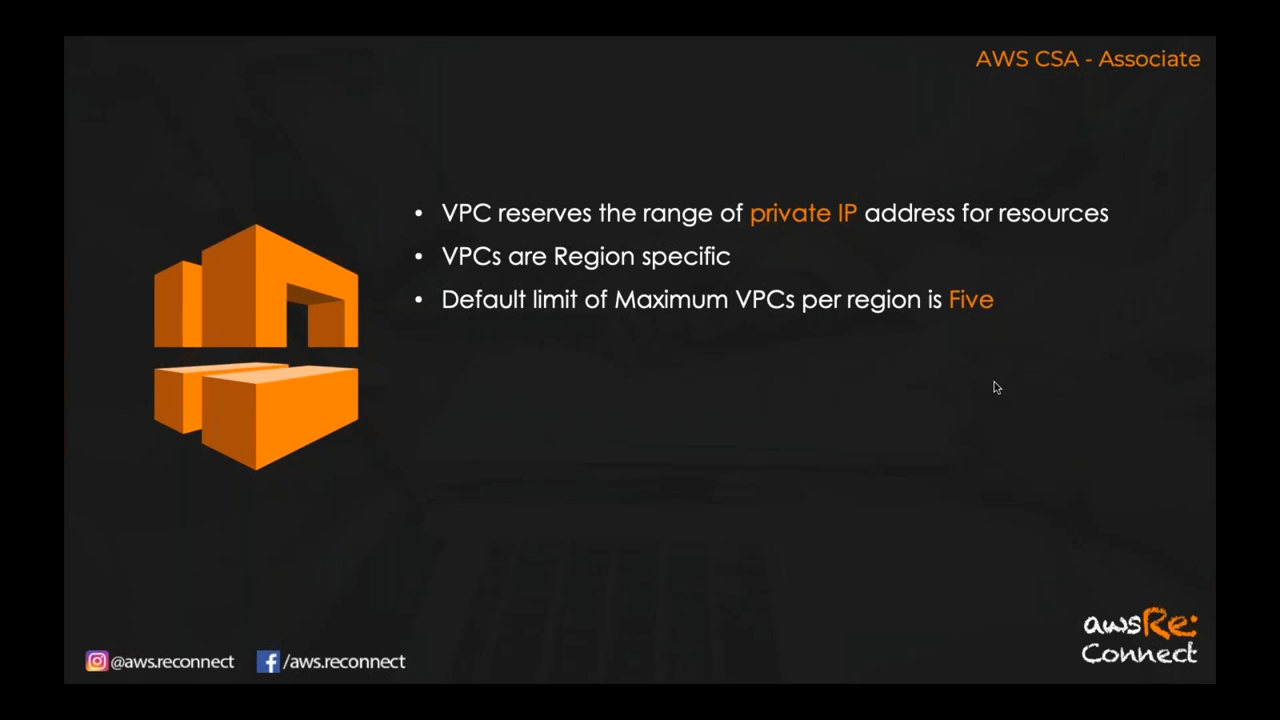 AWS CSA - Associate
• VPC reserves the range of private IP address for resources
• VPCs are Region specific
• Default limit of Maximum VPCs per region is Five
awsRe:
Connect
@aws.reconnect
/aws.reconnect